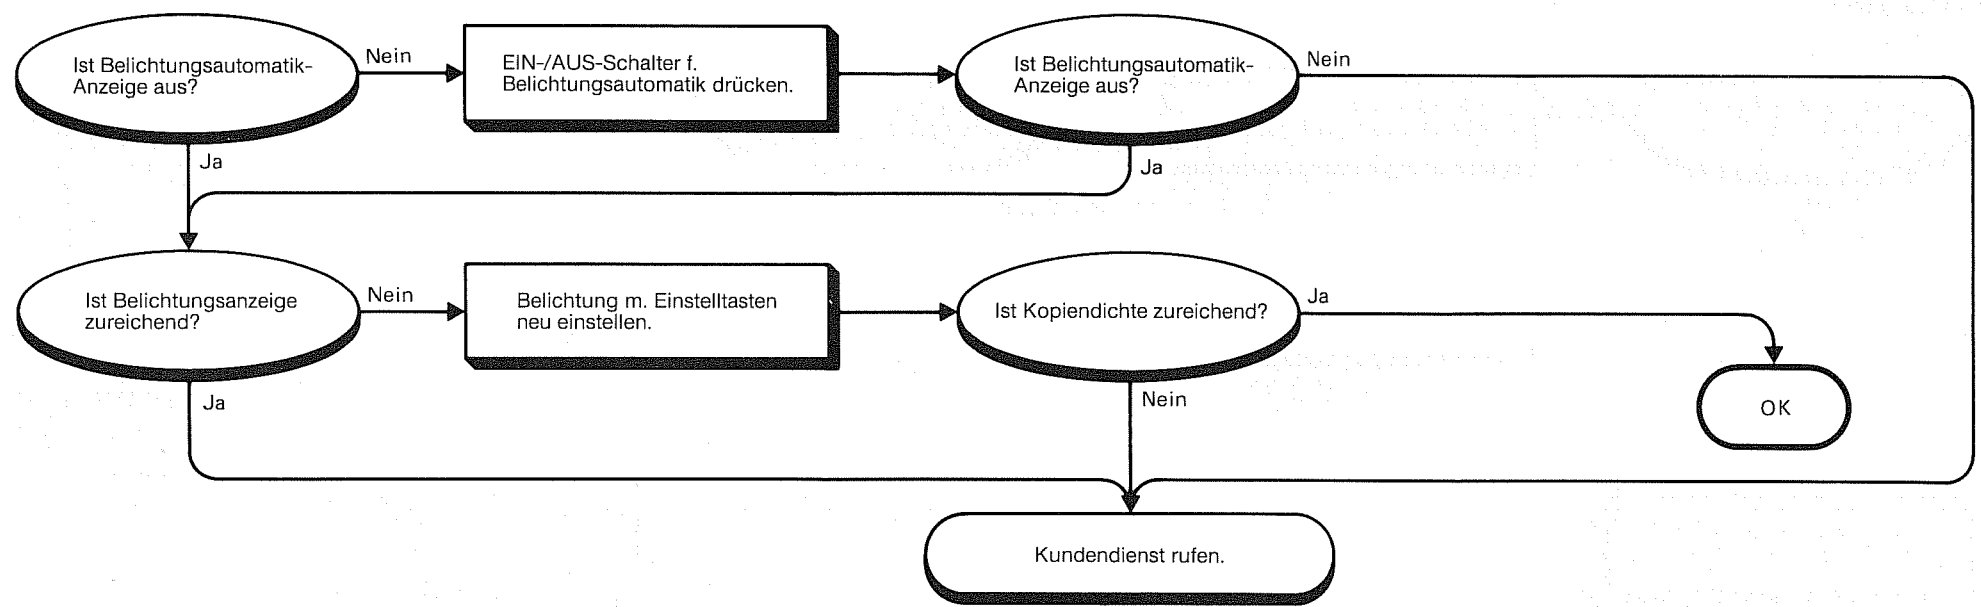 Ist Belichtungsautomatik-
Anzeige aus?
Nein
EIN-/AUS-Schalter f.
Belichtungsautomatik drücken.
Ist Belichtungsautomatik-
Anzeige aus?
Nein
Ja
Ja
Ist Belichtungsanzeige
zureichend?
Nein
Belichtung m. Einstelltasten
neu einstellen.
Ist Kopiendichte zureichend?
Ja
Ja
Nein
OK
Kundendienst rufen.